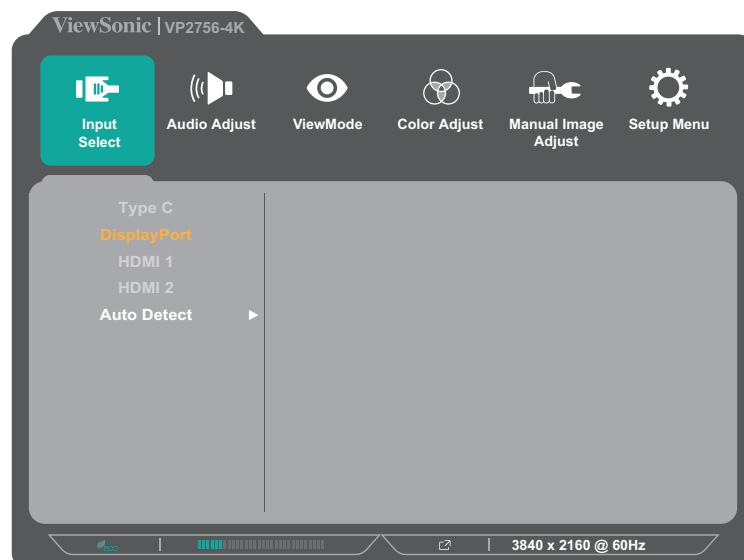 ViewSonic | VP2756-4K
Input
Select
Audio Adjust
ViewMode
Color Adjust
Manual Image
Adjust
Setup Menu
Type C
DisplayPort
HDMI 1
HDMI 2
Auto Detect
ECO
3840 x 2160 @ 60Hz